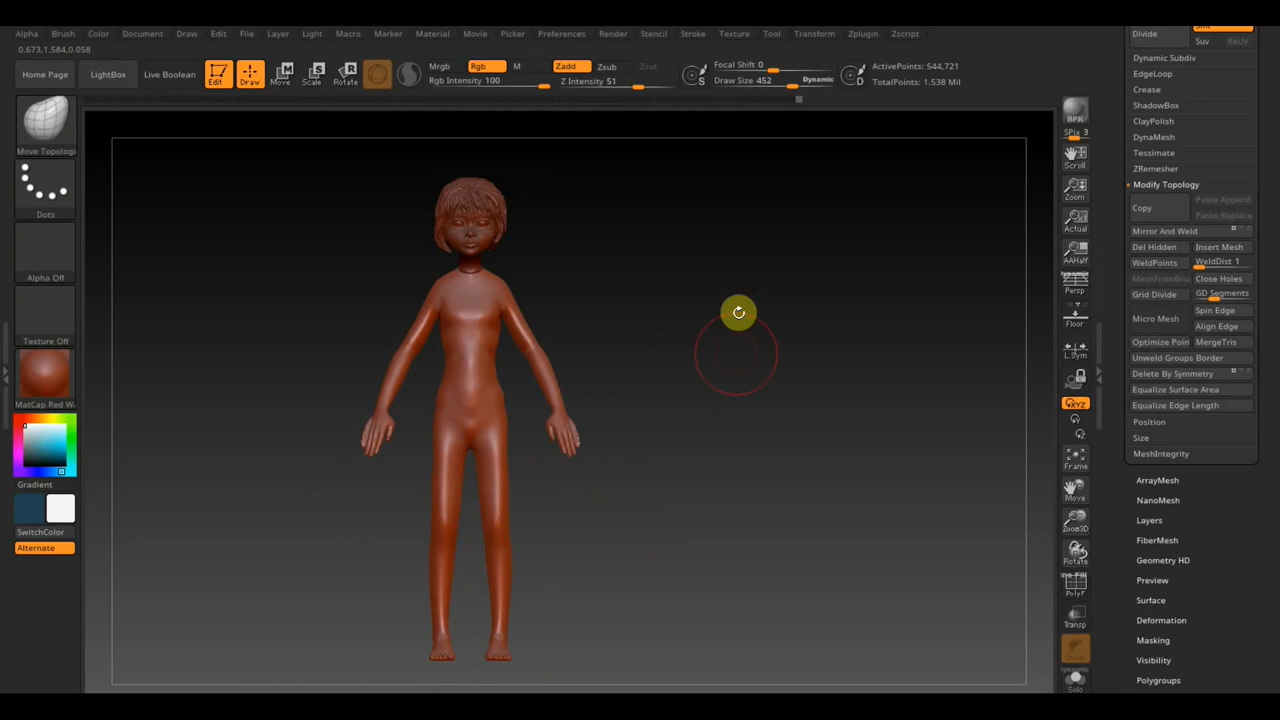 Alpha Brush Color Document Draw Edit File Layer Light Macro Marker Material Movie Picker Preferences Render Stencil Stroke Texture Tool Transform Zplugin Zscript
0.673,1.584,0.058
Home Page LightBox Live Boolean Edit Draw Move Scale Rotate
Mrgb Rgb M Zadd Zsub Zcut
Rgb Intensity 100 Z Intensity 51
Focal Shift 0
Draw Size 452 Dynamic
ActivePoints: 544,721
TotalPoints: 1.538 Mil
Move Topologi
Dots
Alpha Off
Texture Off
MatCap Red W
Gradient
SwitchColor
Alternate
BPR
SPix 3
Scroll
Zoom
Actual
AAHalf
Dynamic
Persp
Floor
L.Sym
XYZ
Frame
Move
Zoom3D
Rotate
PolyF
Transp
Dynamic
Solo
Divide
Suv ReUV
Dynamic Subdiv
EdgeLoop
Crease
ShadowBox
ClayPolish
DynaMesh
Tessimate
ZRemesher
Modify Topology
Copy Paste Append
Paste Replace
Mirror And Weld
Del Hidden Insert Mesh
WeldPoints WeldDist 1
MeshFromBru Close Holes
Grid Divide GD Segments
Micro Mesh Spin Edge
Align Edge
Optimize Poin MergeTris
Unweld Groups Border
Delete By Symmetry
Equalize Surface Area
Equalize Edge Length
Position
Size
MeshIntegrity
ArrayMesh
NanoMesh
Layers
FiberMesh
Geometry HD
Preview
Surface
Deformation
Masking
Visibility
Polygroups